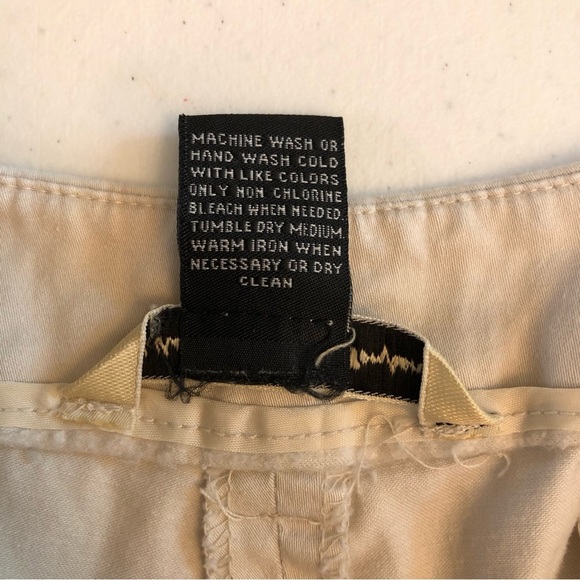 MACHINE WASH OR
HAND WASH COLD
WITH LIKE COLORS
ONLY NON CHLORINE
BLEACH WHEN NEEDED.
TUMBLE DRY MEDIUM.
WARM IRON WHEN
NECESSARY OR DRY
CLEAN